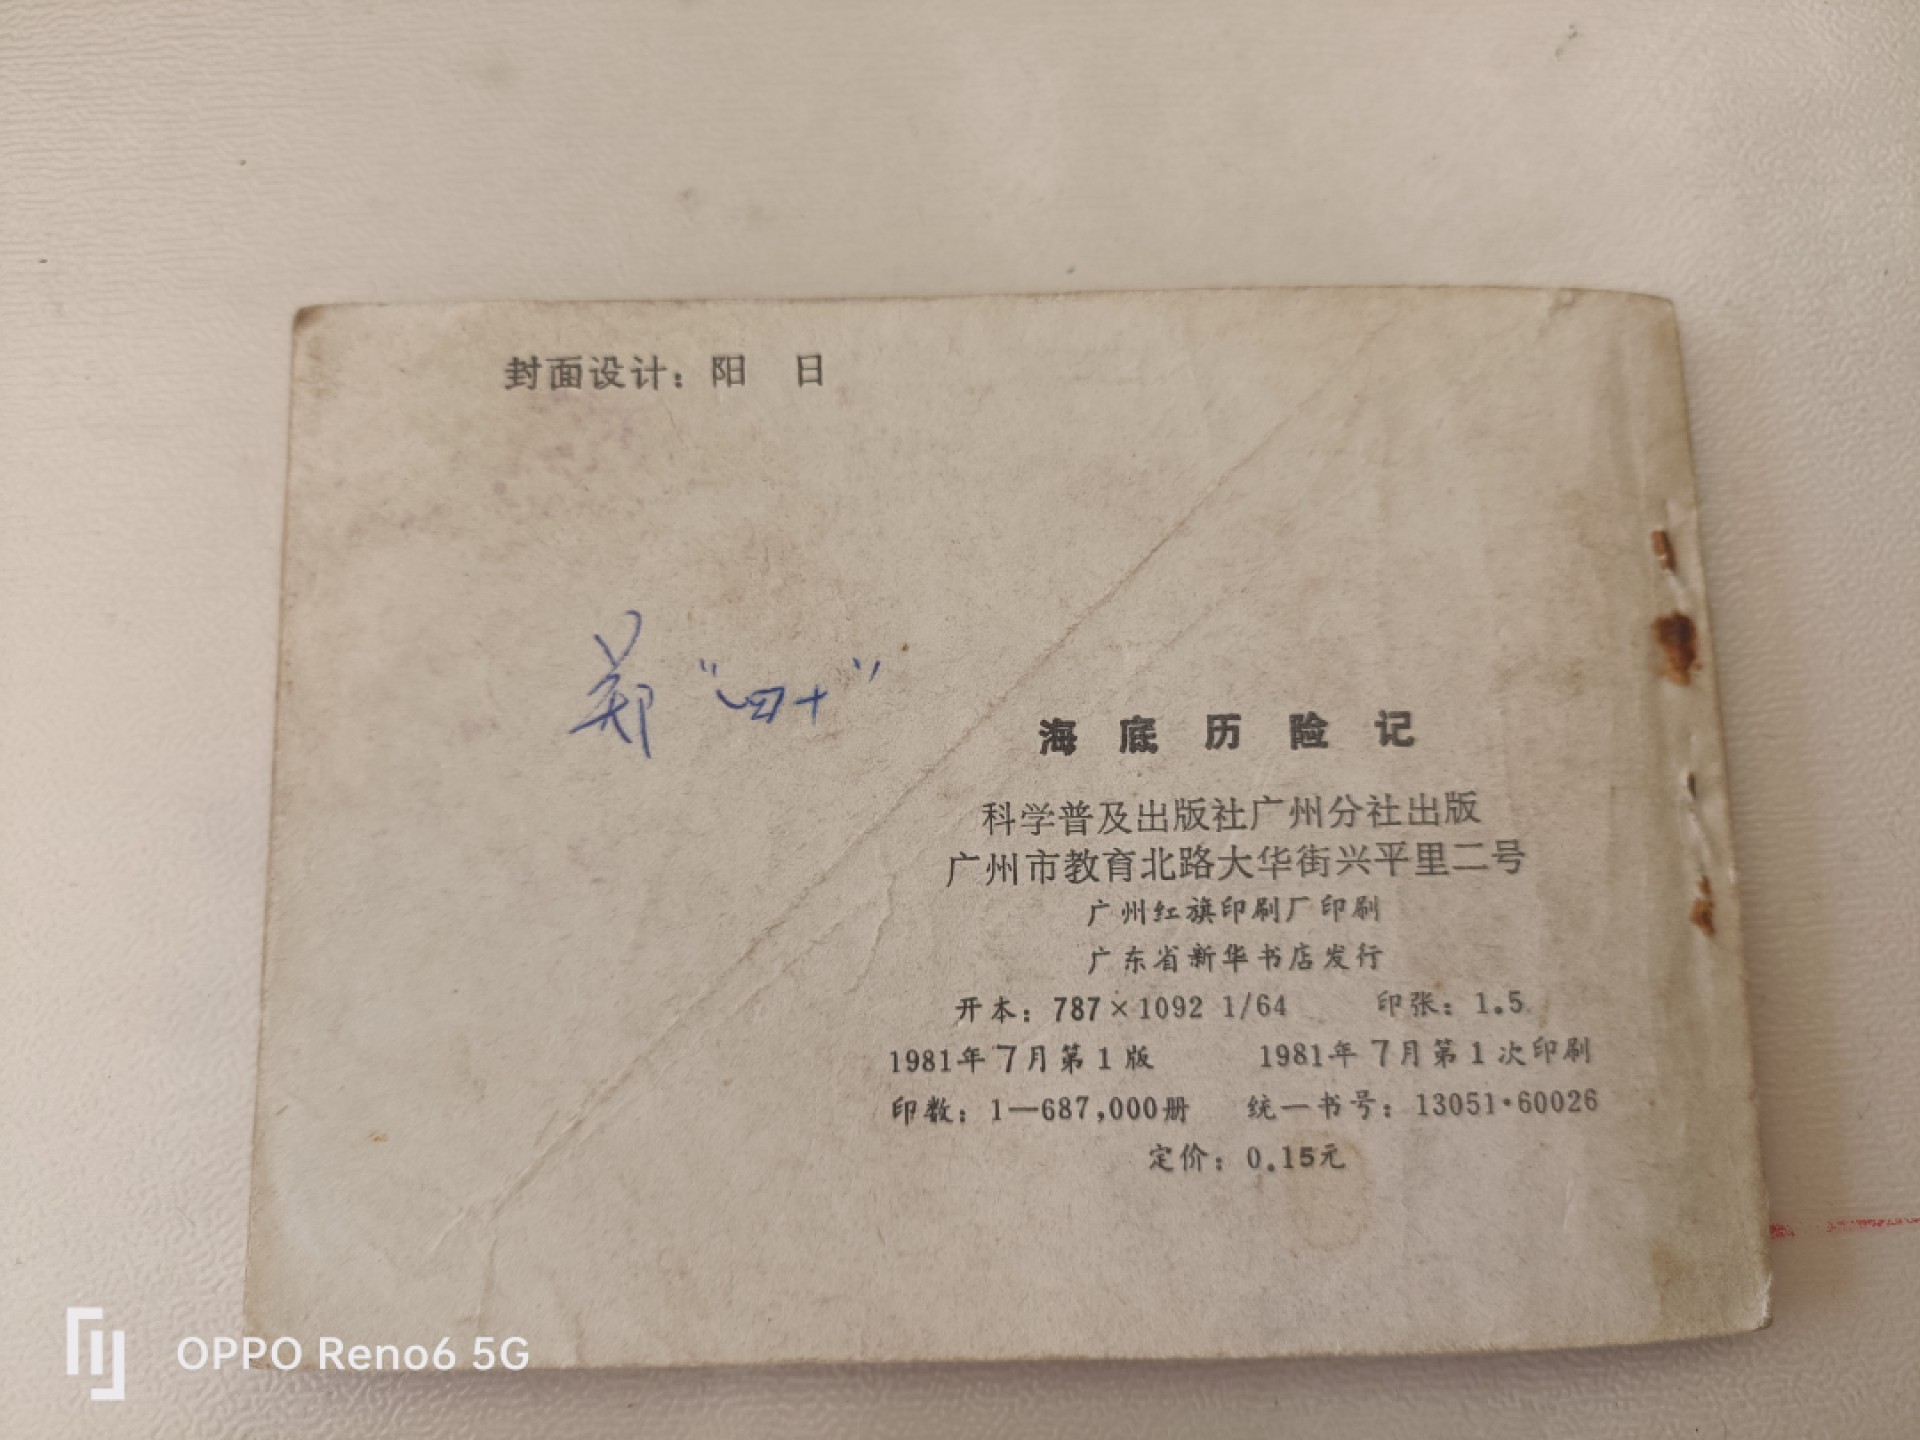 封面设计：阳 日
郑“四十”
海底历险记
科学普及出版社广州分社出版
广州市教育北路大华街兴平里二号
广州红旗印刷厂印刷
广东省新华书店发行
开本：787×1092 1/64 印张：1.5
1981年7月第1版 1981年7月第1次印刷
印数：1—687,000册 统一书号：13051·60026
定价：0.15元
OPPO Reno6 5G